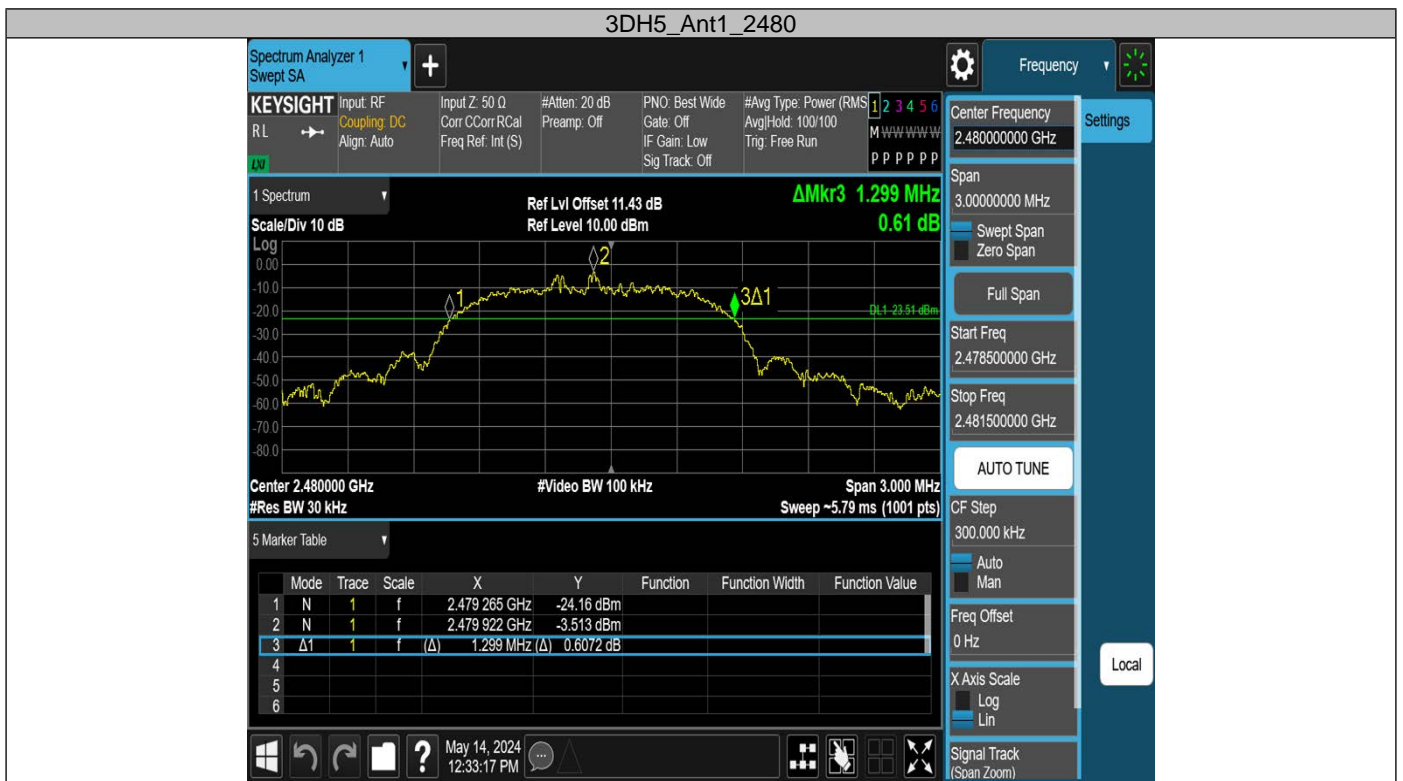 3DH5_Ant1_2480
Spectrum Analyzer 1
Swept SA
Frequency
KEYSIGHT
RL
LXI
Input: RF
Coupling: DC
Align: Auto
Input Z: 50 Ω
Corr CCorr RCal
Freq Ref: Int (S)
#Atten: 20 dB
Preamp: Off
PNO: Best Wide
Gate: Off
IF Gain: Low
Sig Track: Off
#Avg Type: Power (RMS
Avg|Hold: 100/100
Trig: Free Run
1 2 3 4 5 6
M W W W W W
P P P P P P
1 Spectrum
Scale/Div 10 dB
Ref Lvl Offset 11.43 dB
Ref Level 10.00 dBm
ΔMkr3 1.299 MHz
0.61 dB
Log
0.00
-10.0
-20.0
-30.0
-40.0
-50.0
-60.0
-70.0
-80.0
1
2
3Δ1
DL1 -23.51 dBm
Center 2.480000 GHz
#Res BW 30 kHz
#Video BW 100 kHz
Span 3.000 MHz
Sweep ~5.79 ms (1001 pts)
5 Marker Table
Mode Trace Scale X Y Function Function Width Function Value
1 N 1 f 2.479 265 GHz -24.16 dBm
2 N 1 f 2.479 922 GHz -3.513 dBm
3 Δ1 1 f (Δ) 1.299 MHz (Δ) 0.6072 dB
4
5
6
May 14, 2024
12:33:17 PM
Settings
Center Frequency
2.480000000 GHz
Span
3.00000000 MHz
Swept Span
Zero Span
Full Span
Start Freq
2.478500000 GHz
Stop Freq
2.481500000 GHz
AUTO TUNE
CF Step
300.000 kHz
Auto
Man
Freq Offset
0 Hz
X Axis Scale
Log
Lin
Signal Track
(Span Zoom)
Local